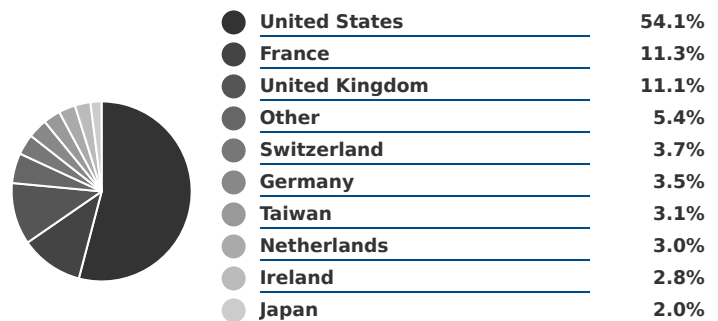 United States 54.1%
France 11.3%
United Kingdom 11.1%
Other 5.4%
Switzerland 3.7%
Germany 3.5%
Taiwan 3.1%
Netherlands 3.0%
Ireland 2.8%
Japan 2.0%